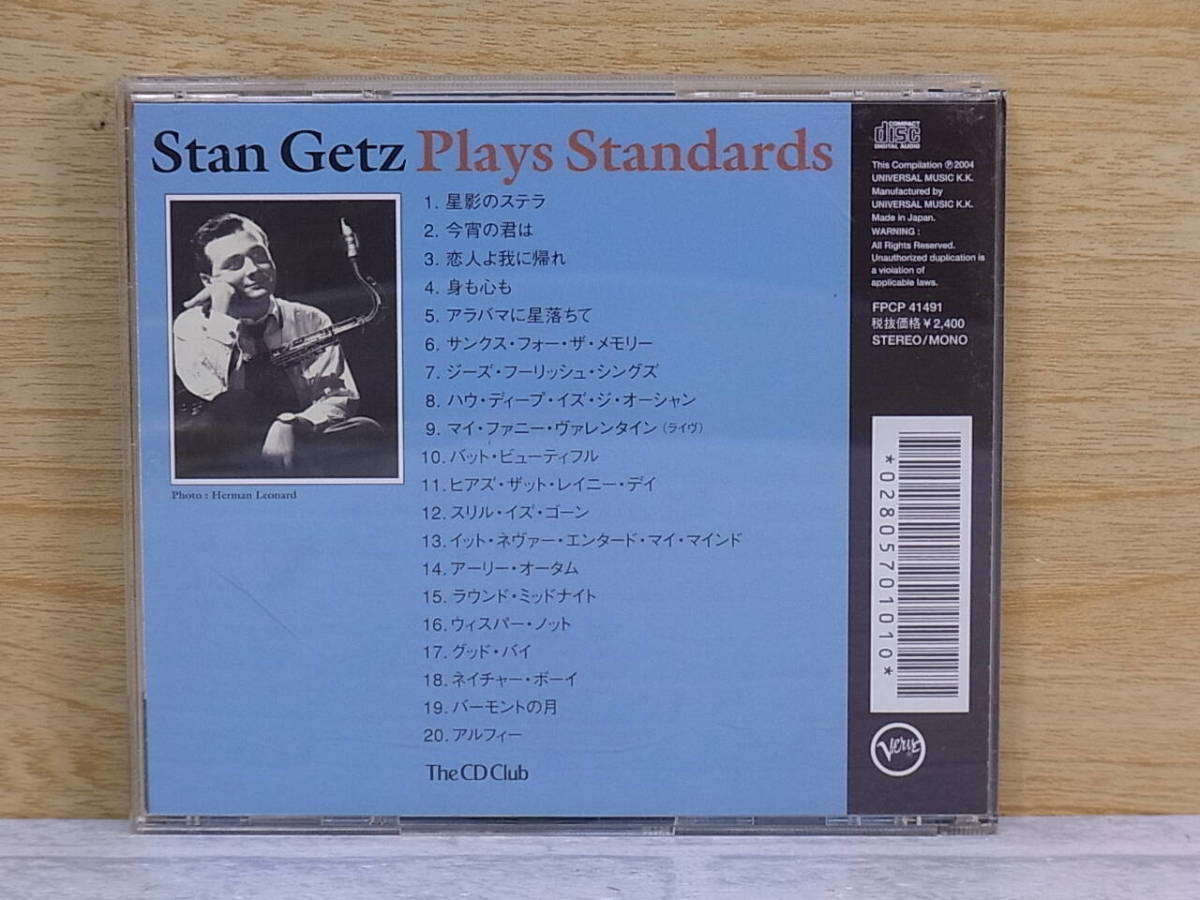 Stan Getz Plays Standards
1. 星影のステラ
2. 今宵の君は
3. 恋人よ我に帰れ
4. 身も心も
5. アラバマに星落ちて
6. サンクス・フォー・ザ・メモリー
7. ジーズ・フーリッシュ・シングズ
8. ハウ・ディープ・イズ・ジ・オーシャン
9. マイ・ファニー・ヴァレンタイン（ライヴ）
10. バット・ビューティフル
11. ヒアズ・ザット・レイニー・デイ
12. スリル・イズ・ゴーン
13. イット・ネヴァー・エンタード・マイ・マインド
14. アーリー・オータム
15. ラウンド・ミッドナイト
16. ウィスパー・ノット
17. グッド・バイ
18. ネイチャー・ボーイ
19. バーモントの月
20. アルフィー
The CD Club
Photo : Herman Leonard
COMPACT
disc
DIGITAL AUDIO
This Compilation ℗2004
UNIVERSAL MUSIC K.K.
Manufactured by
UNIVERSAL MUSIC K.K.
Made in Japan.
WARNING :
All Rights Reserved.
Unauthorized duplication is
a violation of
applicable laws.
FPCP 41491
税抜価格￥2,400
STEREO/MONO
*0280570101 0*
Verve